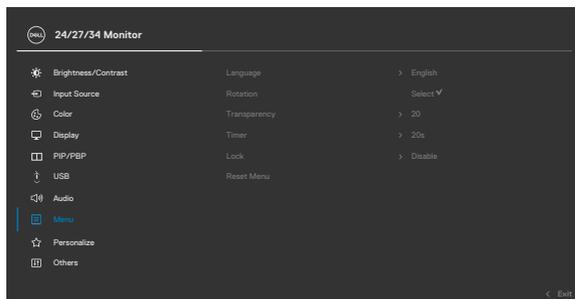 DELL 24/27/34 Monitor
Brightness/Contrast
Input Source
Color
Display
PIP/PBP
USB
Audio
Menu
Personalize
Others
Language > English
Rotation Select
Transparency > 20
Timer > 20s
Lock > Disable
Reset Menu
< Exit